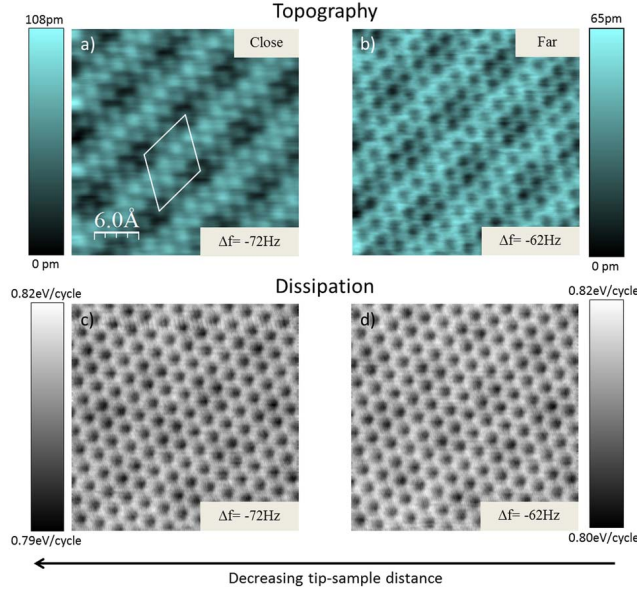 Topography
108pm
a)
Close
6.0Å
Δf= -72Hz
0 pm
b)
Far
65pm
Δf= -62Hz
0 pm
Dissipation
0.82eV/cycle
c)
Δf= -72Hz
0.79eV/cycle
d)
0.82eV/cycle
Δf= -62Hz
0.80eV/cycle
Decreasing tip-sample distance